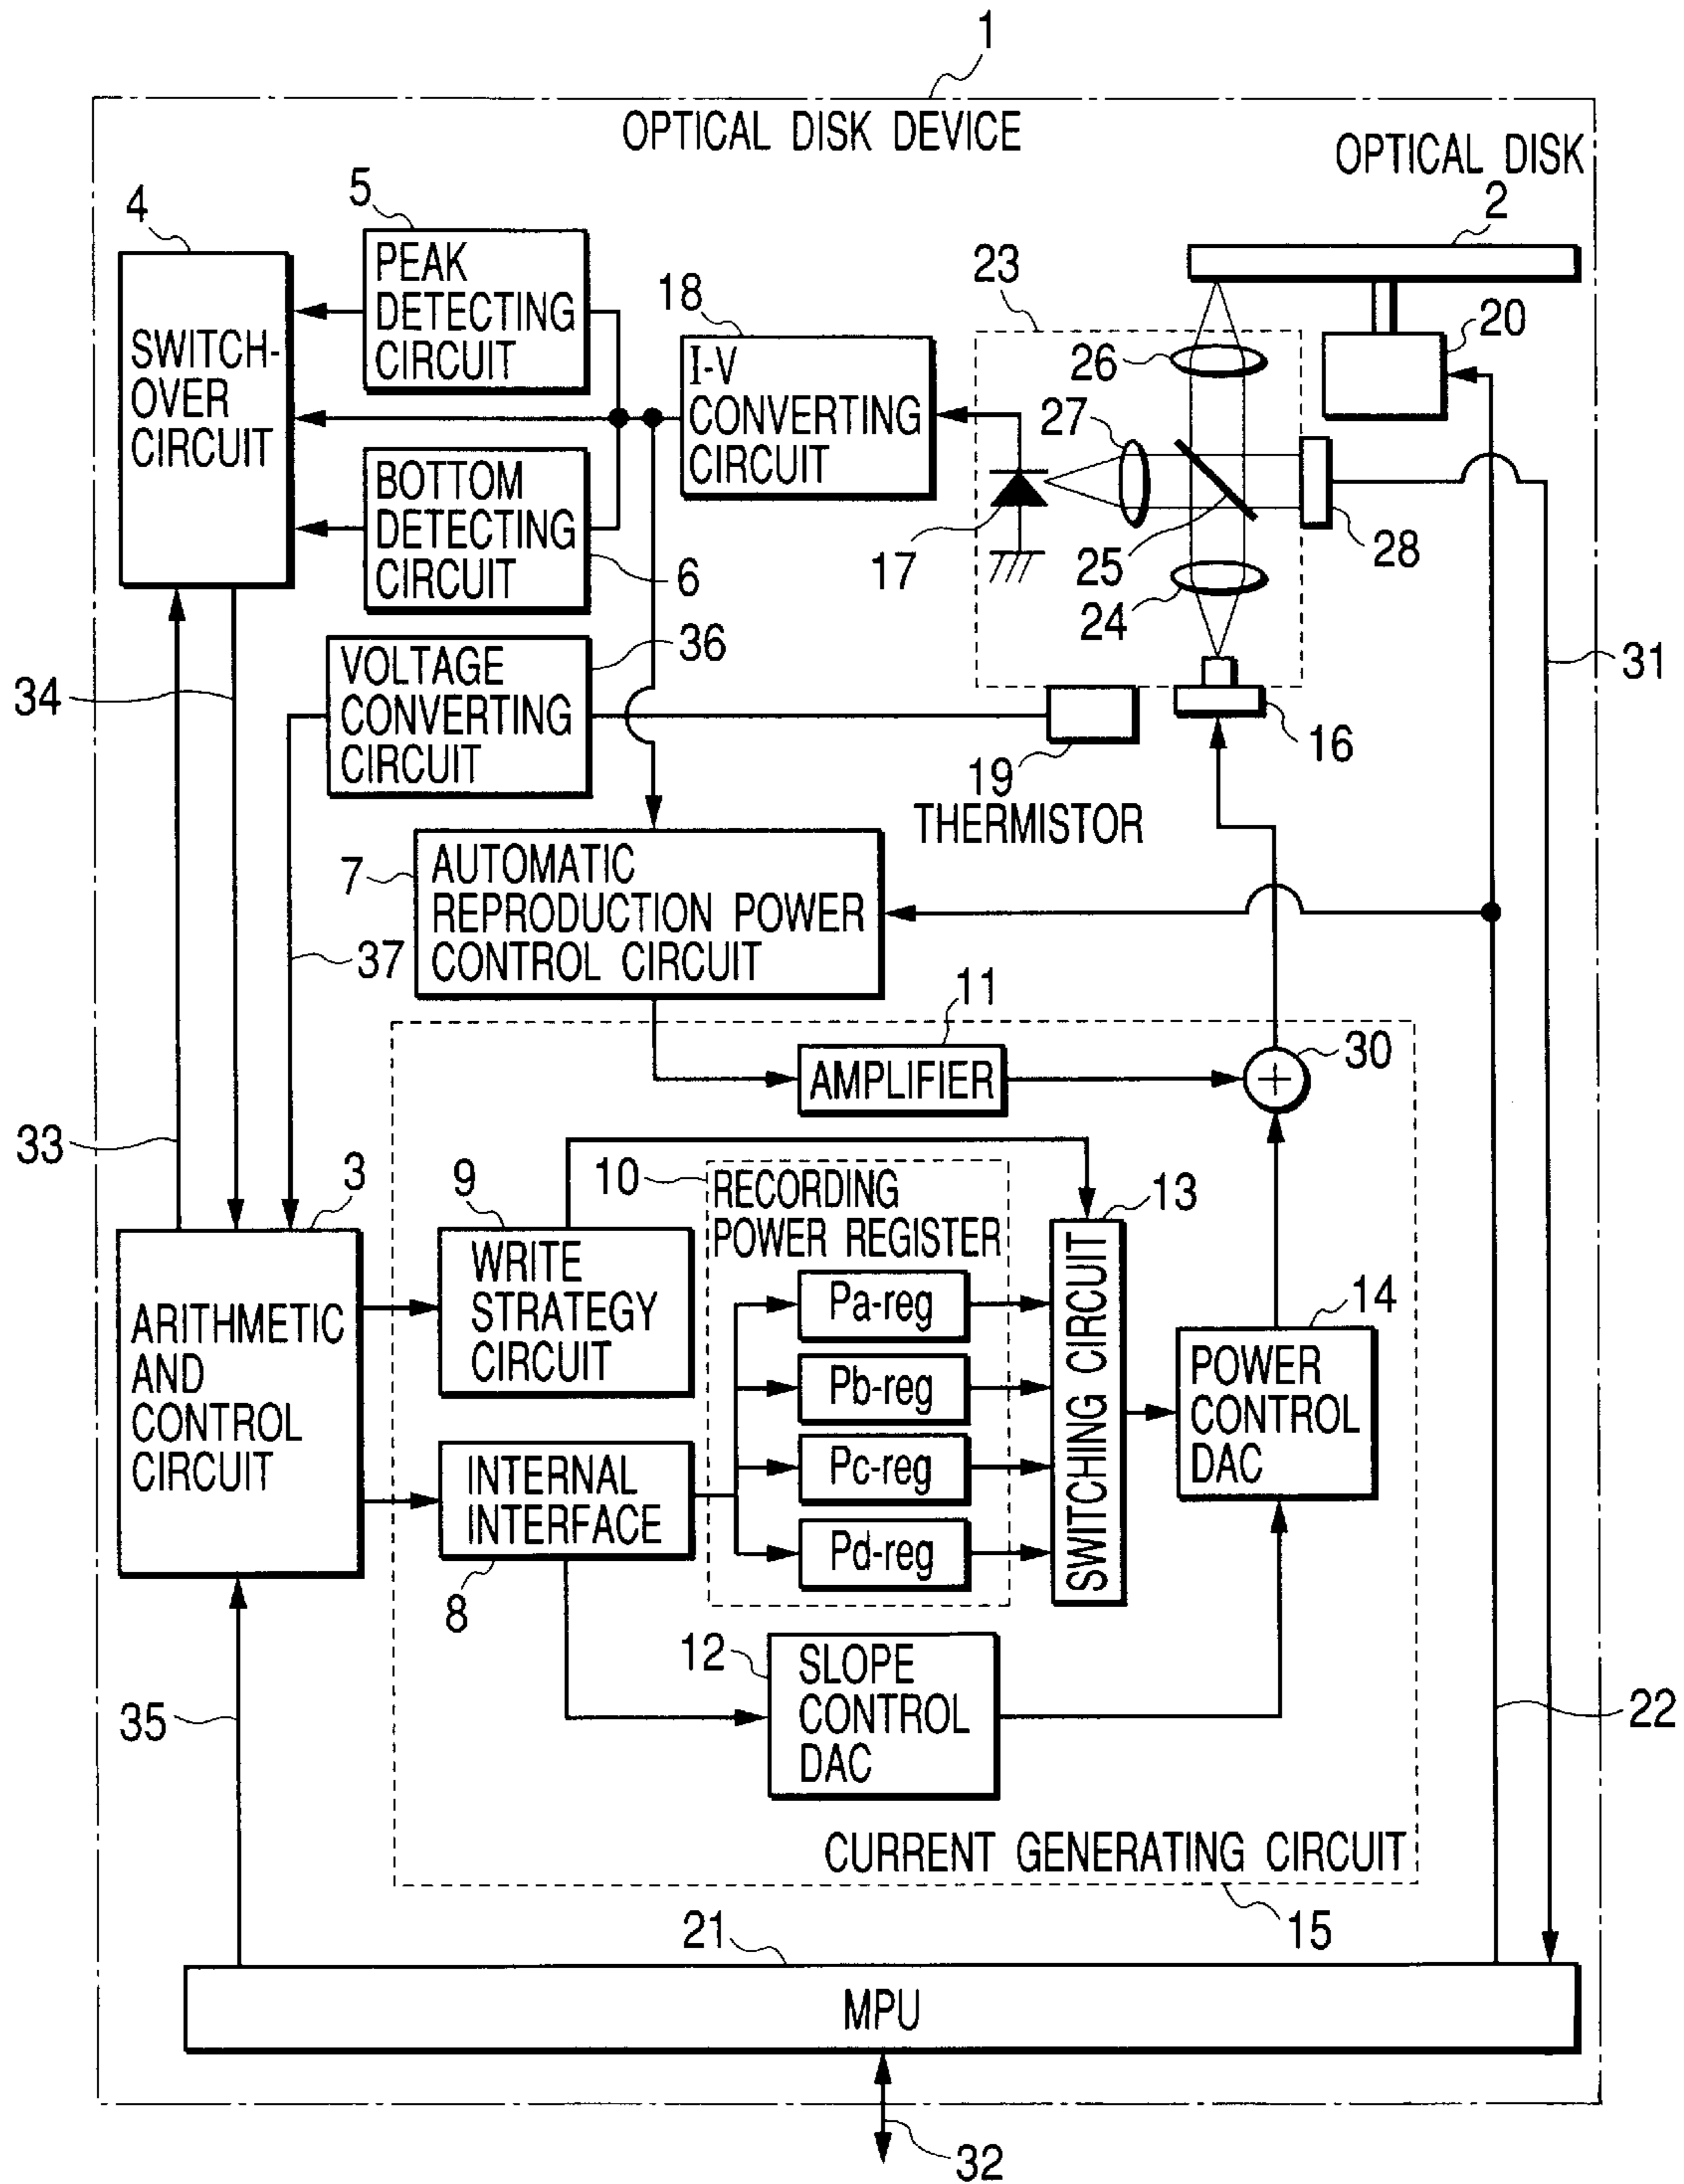 1
OPTICAL DISK DEVICE
OPTICAL DISK
2
4
SWITCH-
OVER
CIRCUIT
5
PEAK
DETECTING
CIRCUIT
18
I-V
CONVERTING
CIRCUIT
23
26
27
20
BOTTOM
DETECTING
CIRCUIT
6
17
25
28
24
36
VOLTAGE
CONVERTING
CIRCUIT
34
31
16
19
THERMISTOR
7
AUTOMATIC
REPRODUCTION POWER
CONTROL CIRCUIT
37
11
AMPLIFIER
30
33
3
ARITHMETIC
AND
CONTROL
CIRCUIT
9
WRITE
STRATEGY
CIRCUIT
10
RECORDING
POWER REGISTER
Pa-reg
Pb-reg
Pc-reg
Pd-reg
13
SWITCHING CIRCUIT
14
POWER
CONTROL
DAC
INTERNAL
INTERFACE
8
12
SLOPE
CONTROL
DAC
35
22
CURRENT GENERATING CIRCUIT
15
21
MPU
32